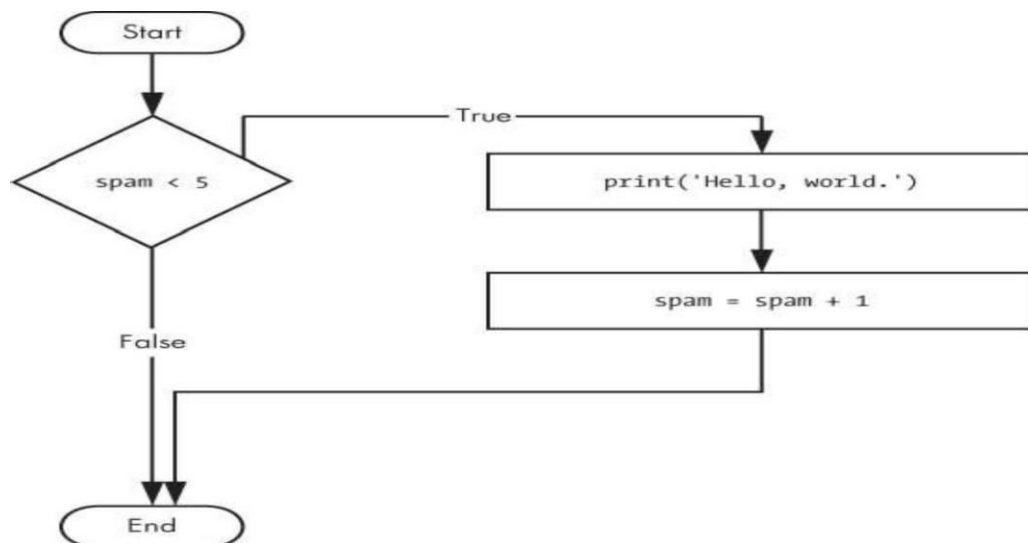 Start
True
spam < 5
print('Hello, world.')
spam = spam + 1
False
End